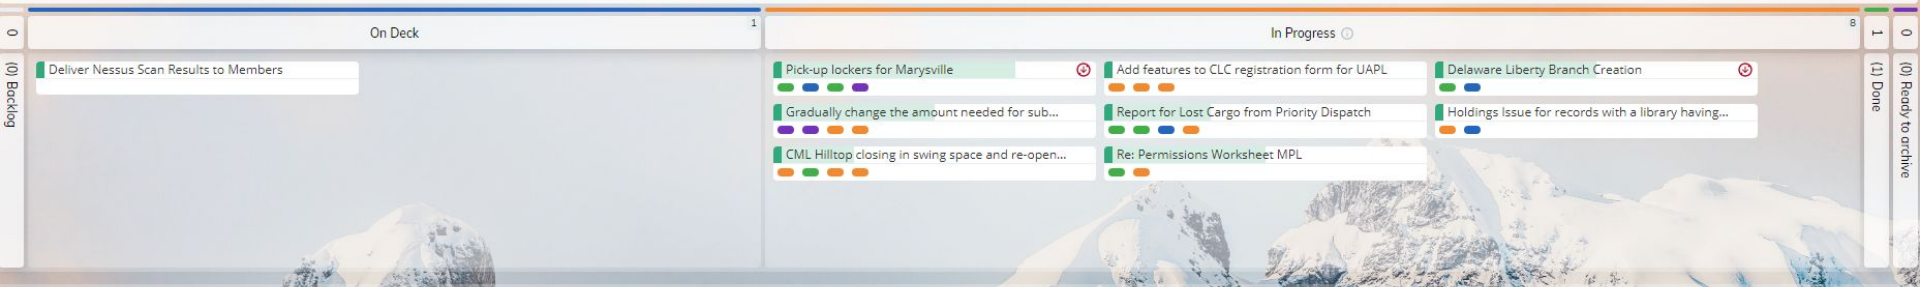 0
(0) Backlog
On Deck
1
Deliver Nessus Scan Results to Members
In Progress
8
Pick-up lockers for Marysville
Add features to CLC registration form for UAPL
Delaware Liberty Branch Creation
Gradually change the amount needed for sub...
Report for Lost Cargo from Priority Dispatch
Holdings Issue for records with a library having...
CML Hilltop closing in swing space and re-open...
Re: Permissions Worksheet MPL
1
(1) Done
0
(0) Ready to archive